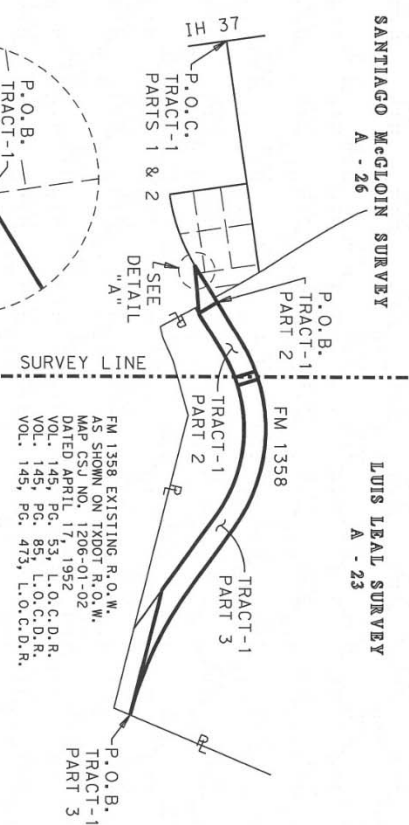 SANTIAGO McGLOIN SURVEY
A - 26
LUIS LEAL SURVEY
A - 23
IH 37
P.O.C.
TRACT-1
PARTS 1 & 2
P.O.B.
TRACT-1
PART 2
SEE
DETAIL
"A"
TRACT-1
PART 2
FM 1358
TRACT-1
PART 3
SURVEY LINE
PL
PL
PL
P.O.B.
TRACT-1
PART 3
P.O.B.
TRACT-1
FM 1358 EXISTING R.O.W.
AS SHOWN ON TXDOT R.O.W.
MAP CSJ NO. 1206-01-02
DATED APRIL 17, 1952
VOL. 145, PG. 53, L.O.C.D.R.
VOL. 145, PG. 85, L.O.C.D.R.
VOL. 145, PG. 473, L.O.C.D.R.